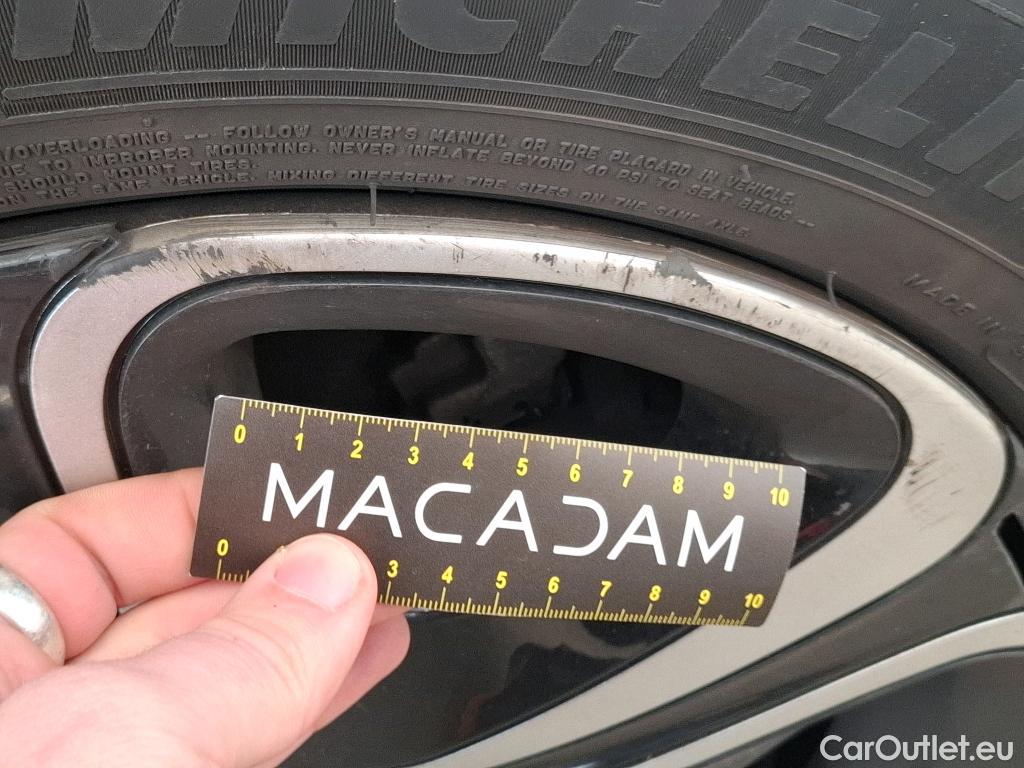 MICHELI
/OVERLOADING -- FOLLOW OWNER'S MANUAL OR TIRE PLACARD IN VEHICLE.
UE TO IMPROPER MOUNTING. NEVER INFLATE BEYOND 40 PSI TO SEAT BEADS --
SHOULD MOUNT TIRES.
ON THE SAME VEHICLE. MIXING DIFFERENT TIRE SIZES ON THE SAME AXLE
MADE IN
0 1 2 3 4 5 6 7 8 9 10
MACADAM
0 3 4 5 6 7 8 9 10
CarOutlet.eu